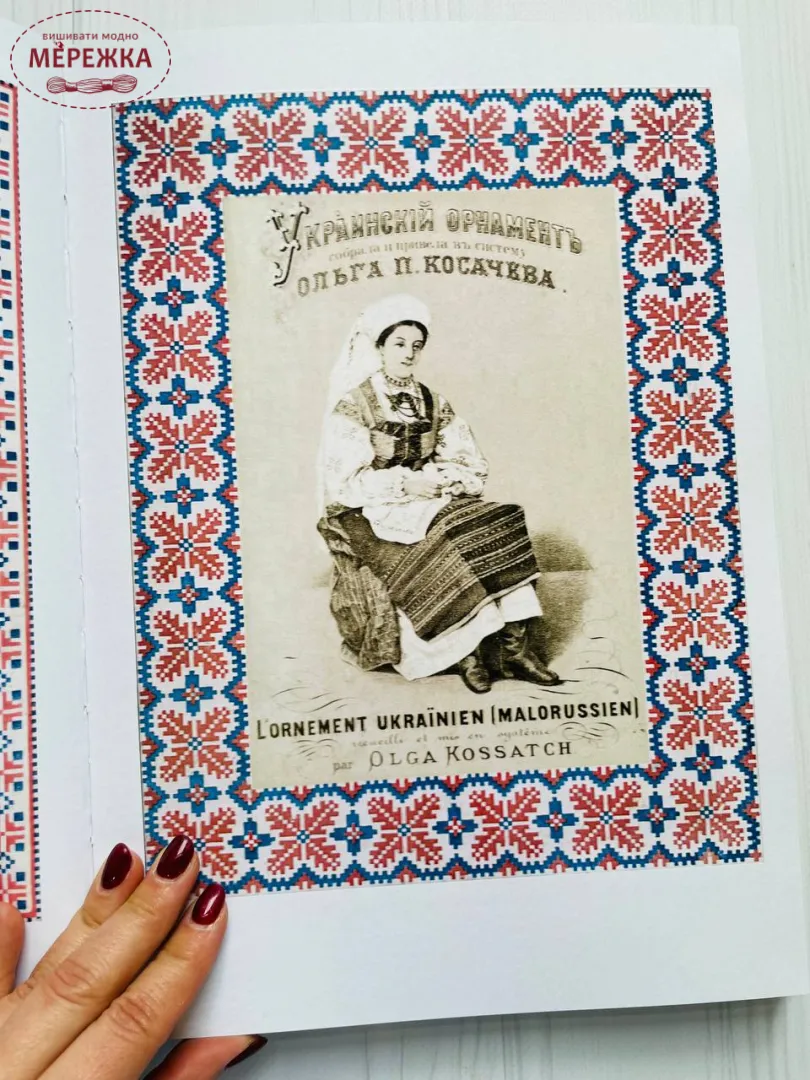 вишивати модно
МЕРЕЖКА
Украинскій орнаментъ
собрала и привела въ систему
Ольга П. Косачева.
L'ORNEMENT UKRAÏNIEN (MALORUSSIEN)
recueilli et mis en système
par OLGA KOSSATCH